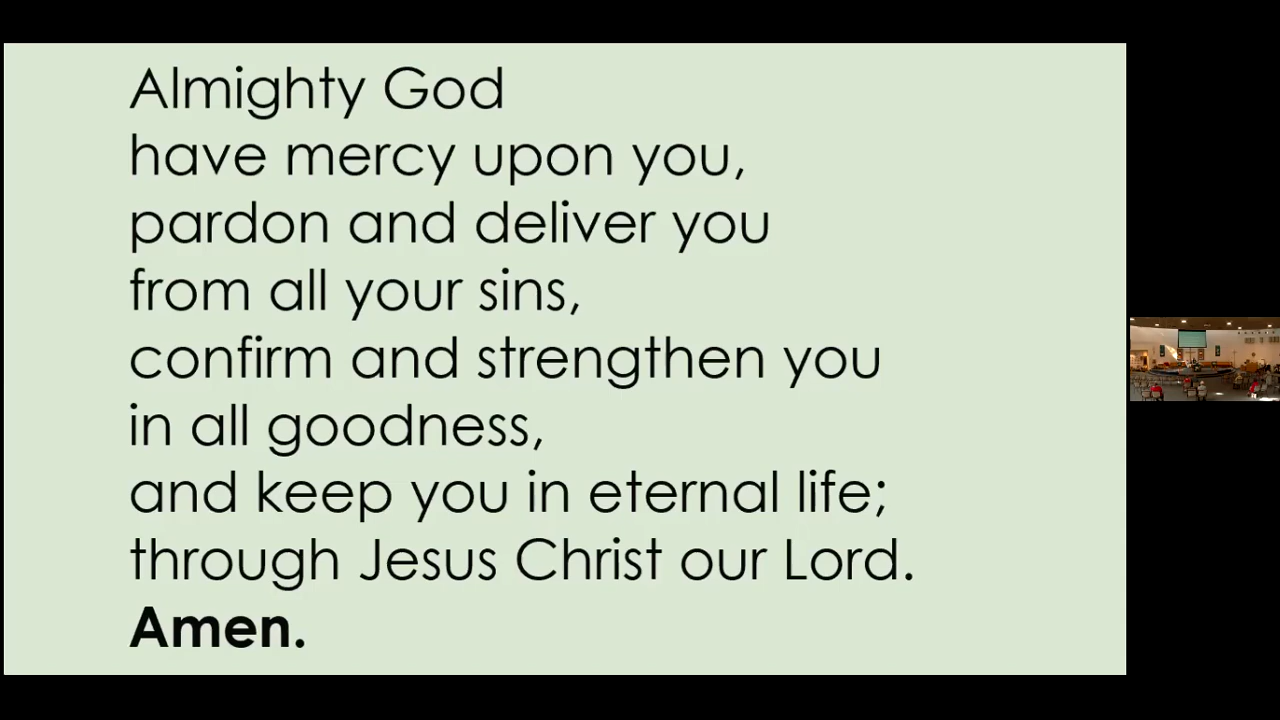 Almighty God
have mercy upon you,
pardon and deliver you
from all your sins,
confirm and strengthen you
in all goodness,
and keep you in eternal life;
through Jesus Christ our Lord.
Amen.